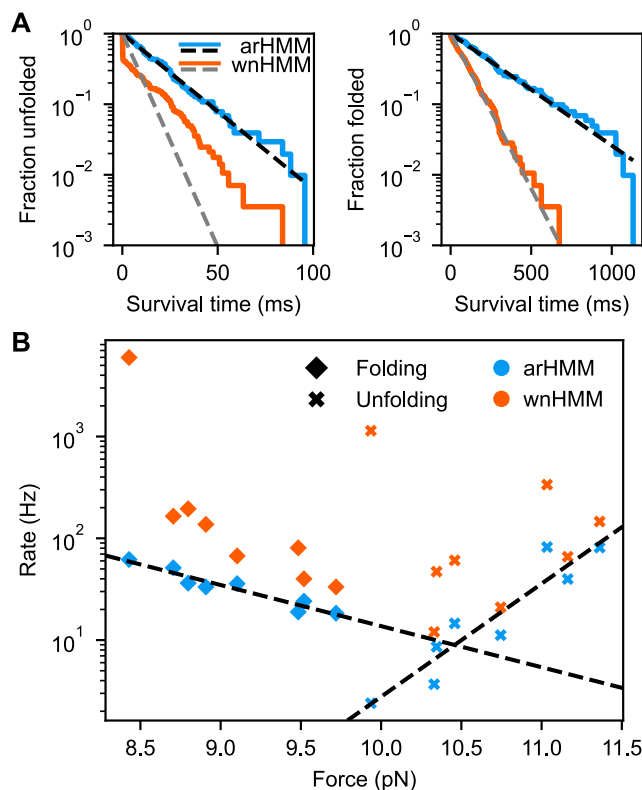 A
arHMM
wnHMM
Fraction unfolded
10^0
10^-1
10^-2
10^-3
0
50
100
Survival time (ms)
Fraction folded
10^0
10^-1
10^-2
10^-3
0
500
1000
Survival time (ms)
B
Folding
arHMM
Unfolding
wnHMM
Rate (Hz)
10^3
10^2
10^1
8.5
9.0
9.5
10.0
10.5
11.0
11.5
Force (pN)